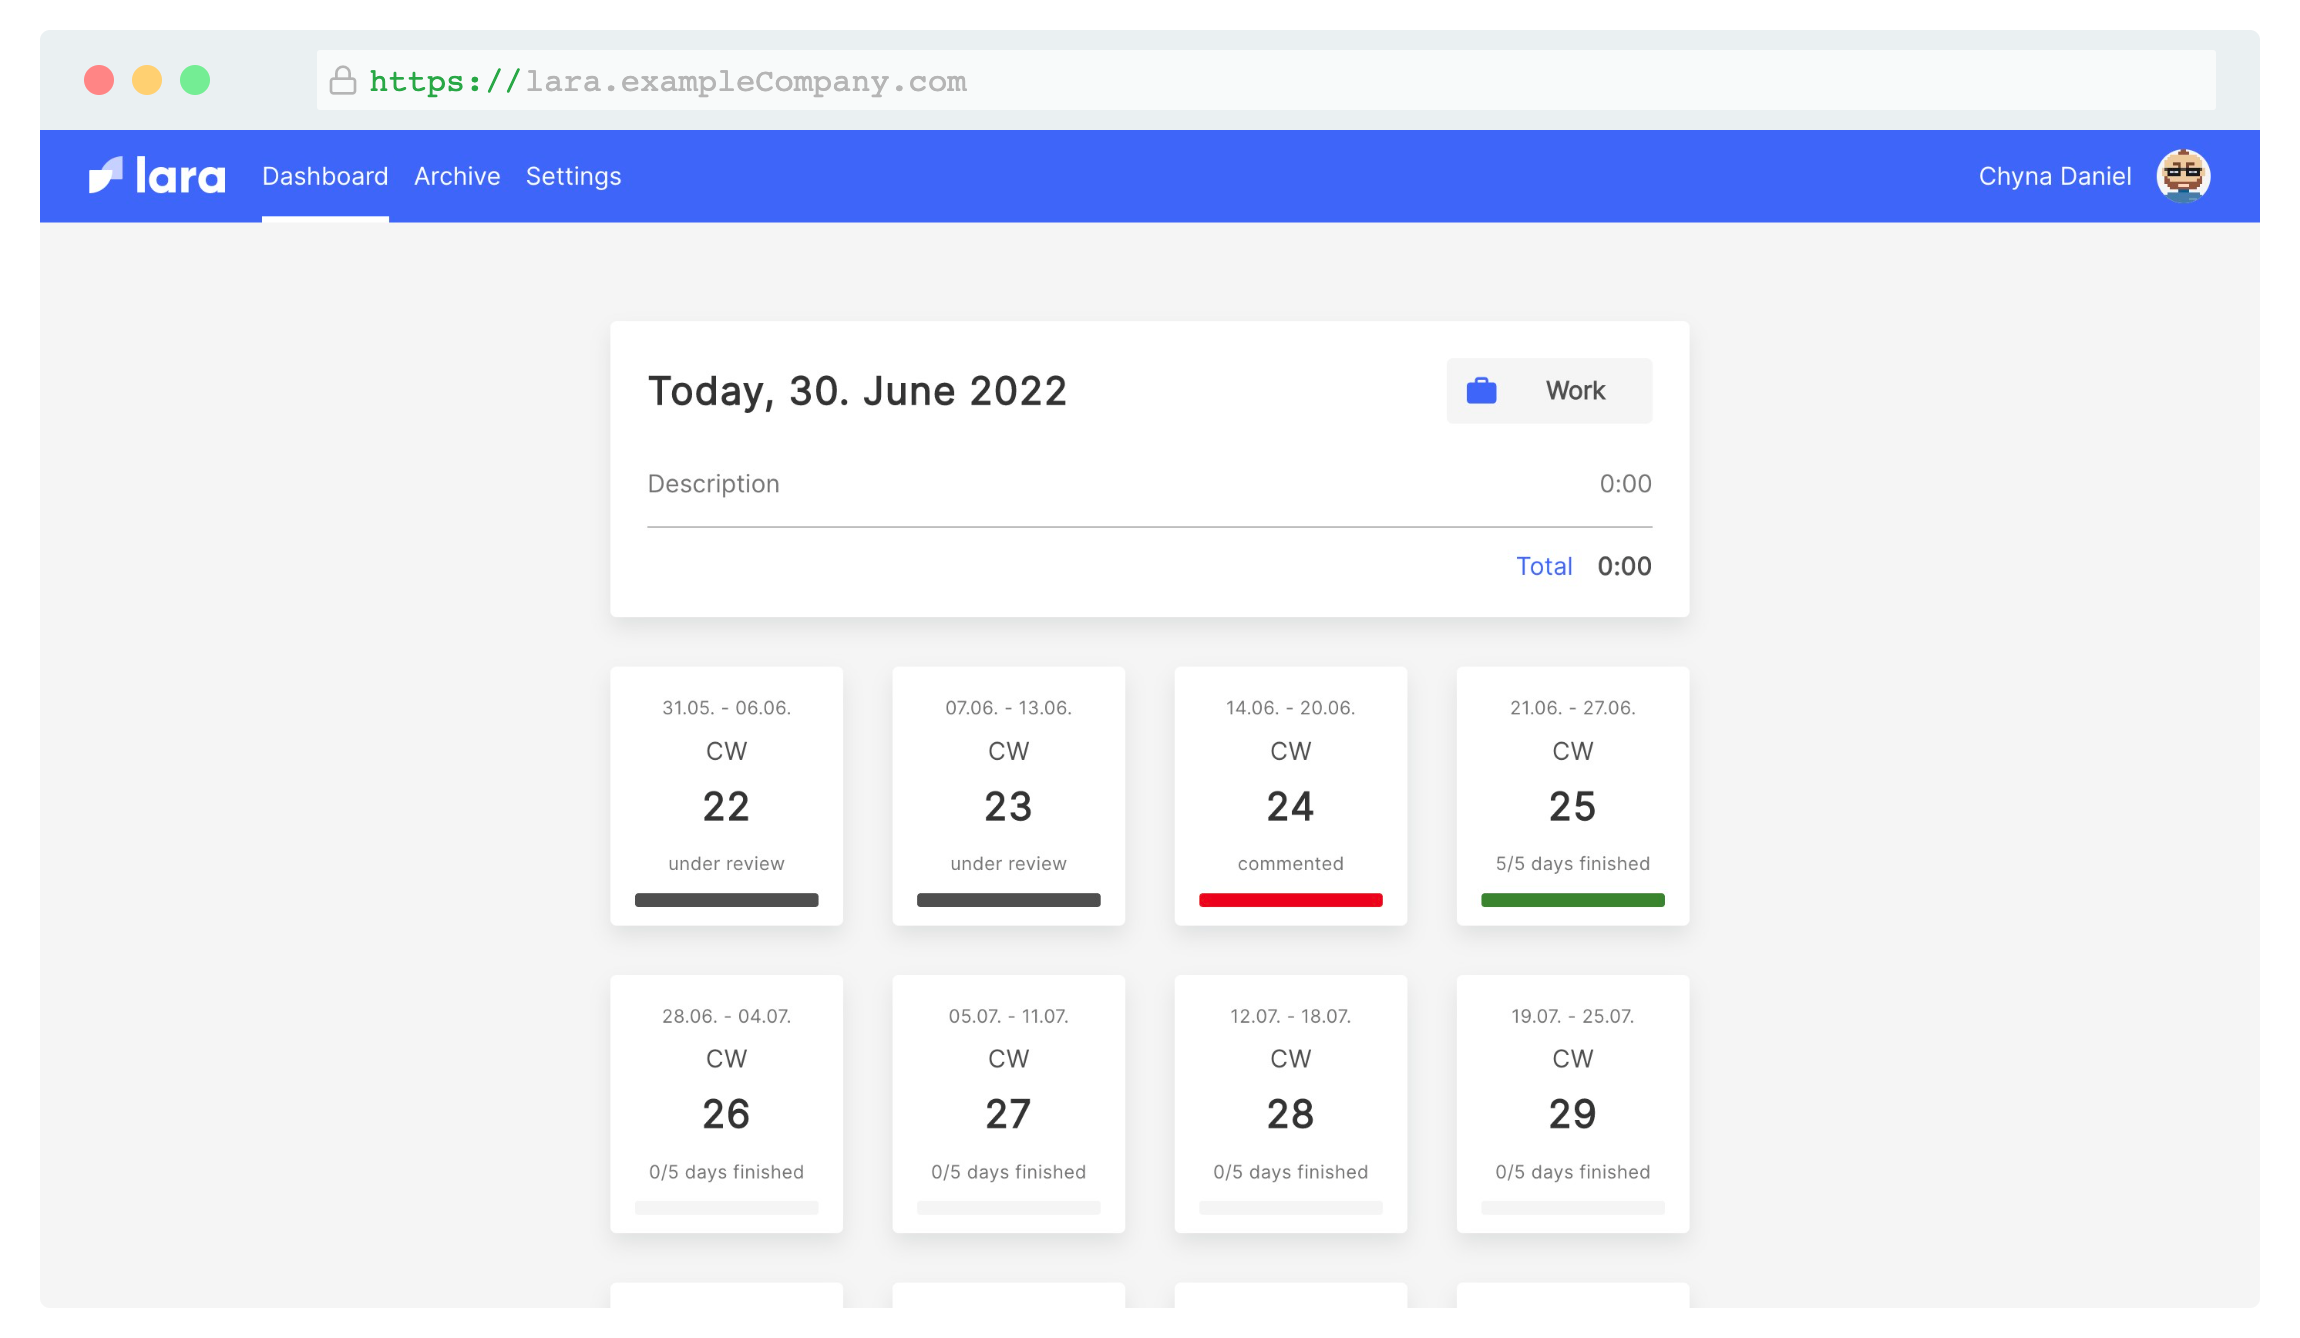 https://lara.exampleCompany.com
lara Dashboard Archive Settings Chyna Daniel
Today, 30. June 2022 Work
Description 0:00
Total 0:00
31.05. - 06.06. 07.06. - 13.06. 14.06. - 20.06. 21.06. - 27.06.
CW CW CW CW
22 23 24 25
under review under review commented 5/5 days finished
28.06. - 04.07. 05.07. - 11.07. 12.07. - 18.07. 19.07. - 25.07.
CW CW CW CW
26 27 28 29
0/5 days finished 0/5 days finished 0/5 days finished 0/5 days finished